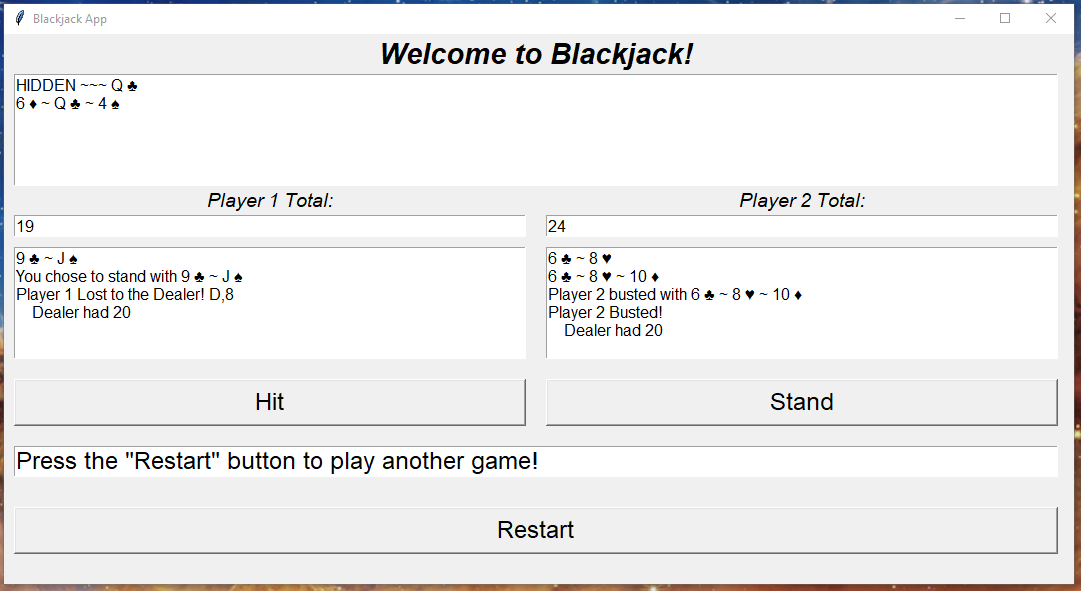 Blackjack App
Welcome to Blackjack!
HIDDEN ~~~ Q ♣
6 ♦ ~ Q ♣ ~ 4 ♠
Player 1 Total:
Player 2 Total:
19
24
9 ♣ ~ J ♠
You chose to stand with 9 ♣ ~ J ♠
Player 1 Lost to the Dealer! D,8
Dealer had 20
6 ♣ ~ 8 ♥
6 ♣ ~ 8 ♥ ~ 10 ♦
Player 2 busted with 6 ♣ ~ 8 ♥ ~ 10 ♦
Player 2 Busted!
Dealer had 20
Hit
Stand
Press the "Restart" button to play another game!
Restart